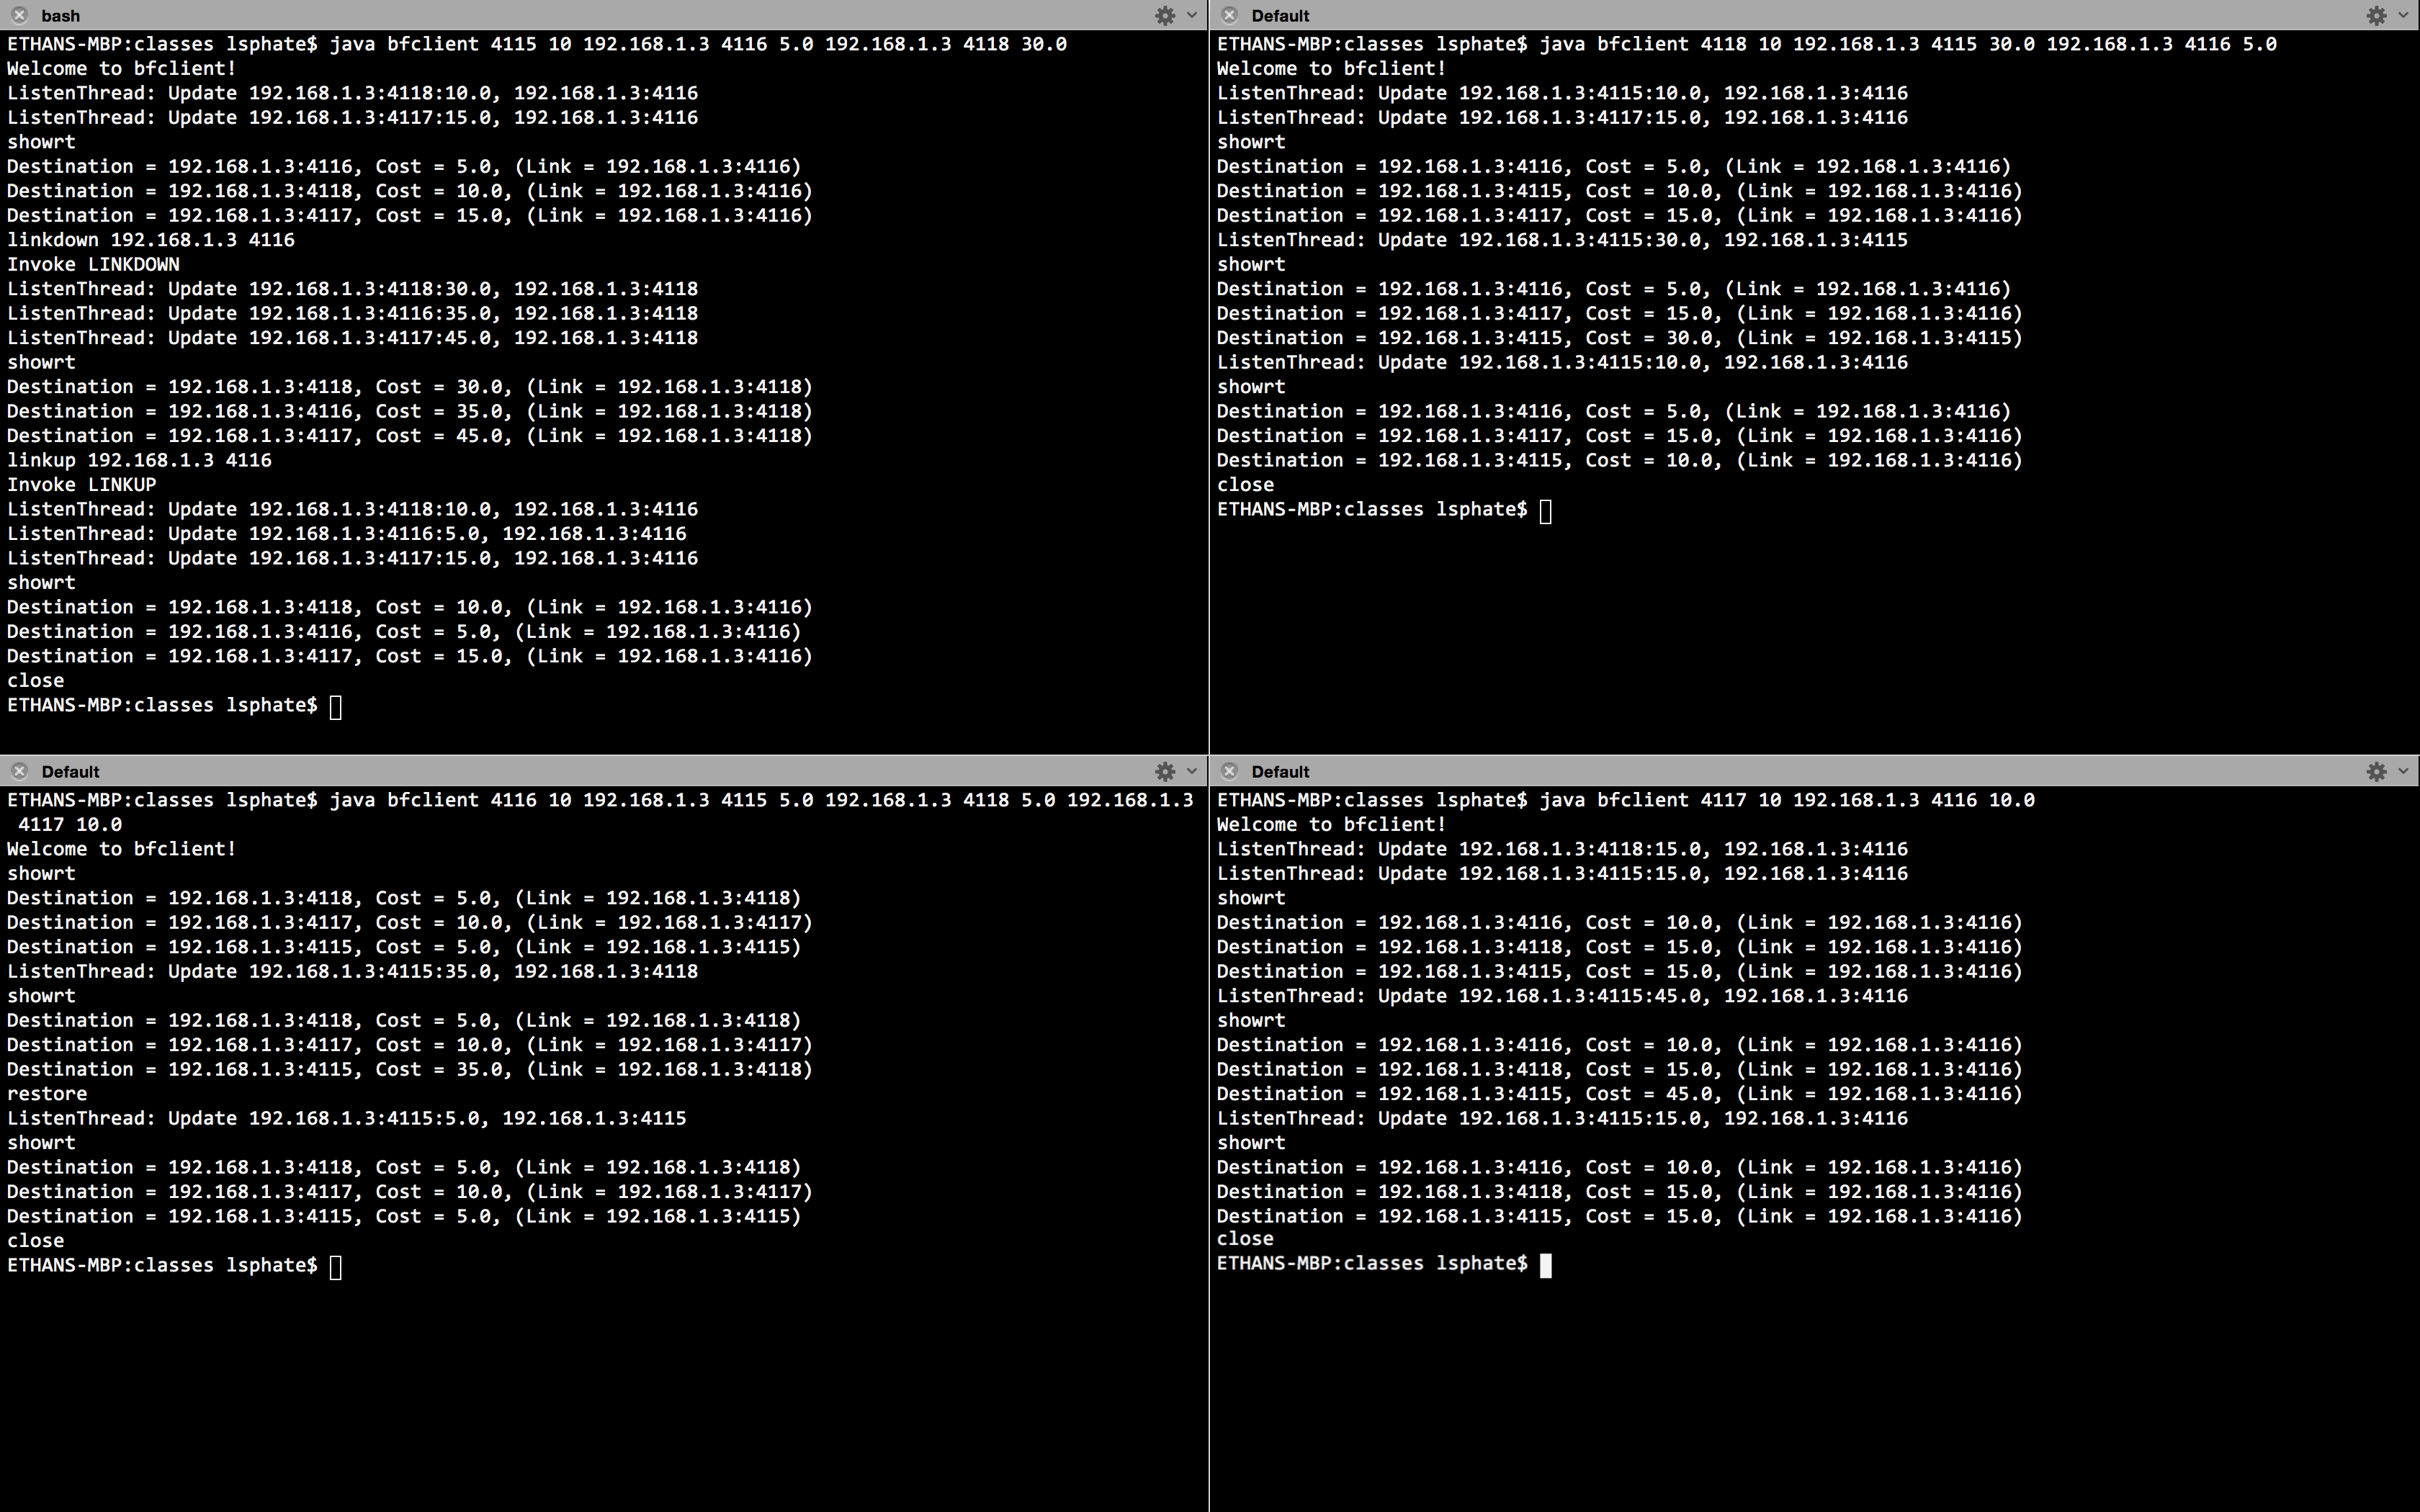 bash
ETHANS-MBP:classes lsphate$ java bfclient 4115 10 192.168.1.3 4116 5.0 192.168.1.3 4118 30.0
Welcome to bfclient!
ListenThread: Update 192.168.1.3:4118:10.0, 192.168.1.3:4116
ListenThread: Update 192.168.1.3:4117:15.0, 192.168.1.3:4116
showrt
Destination = 192.168.1.3:4116, Cost = 5.0, (Link = 192.168.1.3:4116)
Destination = 192.168.1.3:4118, Cost = 10.0, (Link = 192.168.1.3:4116)
Destination = 192.168.1.3:4117, Cost = 15.0, (Link = 192.168.1.3:4116)
linkdown 192.168.1.3 4116
Invoke LINKDOWN
ListenThread: Update 192.168.1.3:4118:30.0, 192.168.1.3:4118
ListenThread: Update 192.168.1.3:4116:35.0, 192.168.1.3:4118
ListenThread: Update 192.168.1.3:4117:45.0, 192.168.1.3:4118
showrt
Destination = 192.168.1.3:4118, Cost = 30.0, (Link = 192.168.1.3:4118)
Destination = 192.168.1.3:4116, Cost = 35.0, (Link = 192.168.1.3:4118)
Destination = 192.168.1.3:4117, Cost = 45.0, (Link = 192.168.1.3:4118)
linkup 192.168.1.3 4116
Invoke LINKUP
ListenThread: Update 192.168.1.3:4118:10.0, 192.168.1.3:4116
ListenThread: Update 192.168.1.3:4116:5.0, 192.168.1.3:4116
ListenThread: Update 192.168.1.3:4117:15.0, 192.168.1.3:4116
showrt
Destination = 192.168.1.3:4118, Cost = 10.0, (Link = 192.168.1.3:4116)
Destination = 192.168.1.3:4116, Cost = 5.0, (Link = 192.168.1.3:4116)
Destination = 192.168.1.3:4117, Cost = 15.0, (Link = 192.168.1.3:4116)
close
ETHANS-MBP:classes lsphate$
Default
ETHANS-MBP:classes lsphate$ java bfclient 4118 10 192.168.1.3 4115 30.0 192.168.1.3 4116 5.0
Welcome to bfclient!
ListenThread: Update 192.168.1.3:4115:10.0, 192.168.1.3:4116
ListenThread: Update 192.168.1.3:4117:15.0, 192.168.1.3:4116
showrt
Destination = 192.168.1.3:4116, Cost = 5.0, (Link = 192.168.1.3:4116)
Destination = 192.168.1.3:4115, Cost = 10.0, (Link = 192.168.1.3:4116)
Destination = 192.168.1.3:4117, Cost = 15.0, (Link = 192.168.1.3:4116)
ListenThread: Update 192.168.1.3:4115:30.0, 192.168.1.3:4115
showrt
Destination = 192.168.1.3:4116, Cost = 5.0, (Link = 192.168.1.3:4116)
Destination = 192.168.1.3:4117, Cost = 15.0, (Link = 192.168.1.3:4116)
Destination = 192.168.1.3:4115, Cost = 30.0, (Link = 192.168.1.3:4115)
ListenThread: Update 192.168.1.3:4115:10.0, 192.168.1.3:4116
showrt
Destination = 192.168.1.3:4116, Cost = 5.0, (Link = 192.168.1.3:4116)
Destination = 192.168.1.3:4117, Cost = 15.0, (Link = 192.168.1.3:4116)
Destination = 192.168.1.3:4115, Cost = 10.0, (Link = 192.168.1.3:4116)
close
ETHANS-MBP:classes lsphate$
Default
ETHANS-MBP:classes lsphate$ java bfclient 4116 10 192.168.1.3 4115 5.0 192.168.1.3 4118 5.0 192.168.1.3
4117 10.0
Welcome to bfclient!
showrt
Destination = 192.168.1.3:4118, Cost = 5.0, (Link = 192.168.1.3:4118)
Destination = 192.168.1.3:4117, Cost = 10.0, (Link = 192.168.1.3:4117)
Destination = 192.168.1.3:4115, Cost = 5.0, (Link = 192.168.1.3:4115)
ListenThread: Update 192.168.1.3:4115:35.0, 192.168.1.3:4118
showrt
Destination = 192.168.1.3:4118, Cost = 5.0, (Link = 192.168.1.3:4118)
Destination = 192.168.1.3:4117, Cost = 10.0, (Link = 192.168.1.3:4117)
Destination = 192.168.1.3:4115, Cost = 35.0, (Link = 192.168.1.3:4118)
restore
ListenThread: Update 192.168.1.3:4115:5.0, 192.168.1.3:4115
showrt
Destination = 192.168.1.3:4118, Cost = 5.0, (Link = 192.168.1.3:4118)
Destination = 192.168.1.3:4117, Cost = 10.0, (Link = 192.168.1.3:4117)
Destination = 192.168.1.3:4115, Cost = 5.0, (Link = 192.168.1.3:4115)
close
ETHANS-MBP:classes lsphate$
Default
ETHANS-MBP:classes lsphate$ java bfclient 4117 10 192.168.1.3 4116 10.0
Welcome to bfclient!
ListenThread: Update 192.168.1.3:4118:15.0, 192.168.1.3:4116
ListenThread: Update 192.168.1.3:4115:15.0, 192.168.1.3:4116
showrt
Destination = 192.168.1.3:4116, Cost = 10.0, (Link = 192.168.1.3:4116)
Destination = 192.168.1.3:4118, Cost = 15.0, (Link = 192.168.1.3:4116)
Destination = 192.168.1.3:4115, Cost = 15.0, (Link = 192.168.1.3:4116)
ListenThread: Update 192.168.1.3:4115:45.0, 192.168.1.3:4116
showrt
Destination = 192.168.1.3:4116, Cost = 10.0, (Link = 192.168.1.3:4116)
Destination = 192.168.1.3:4118, Cost = 15.0, (Link = 192.168.1.3:4116)
Destination = 192.168.1.3:4115, Cost = 45.0, (Link = 192.168.1.3:4116)
ListenThread: Update 192.168.1.3:4115:15.0, 192.168.1.3:4116
showrt
Destination = 192.168.1.3:4116, Cost = 10.0, (Link = 192.168.1.3:4116)
Destination = 192.168.1.3:4118, Cost = 15.0, (Link = 192.168.1.3:4116)
Destination = 192.168.1.3:4115, Cost = 15.0, (Link = 192.168.1.3:4116)
close
ETHANS-MBP:classes lsphate$